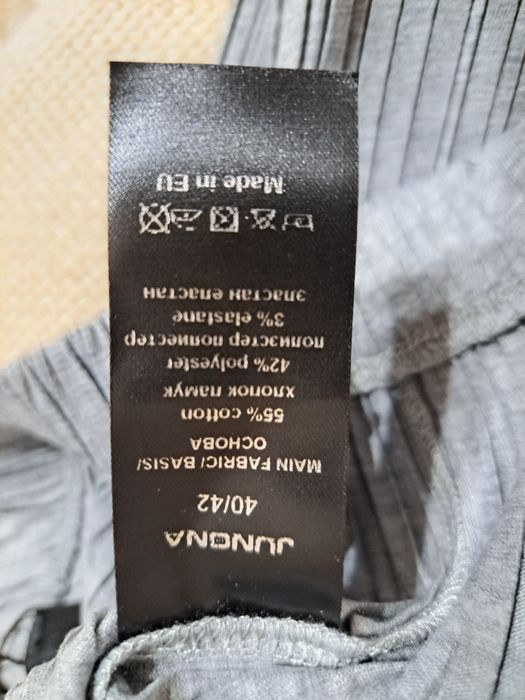 JUNONA
40/42
MAIN FABRIC/ BASIS/
ОСНОВА
55% cotton
хлопок памук
42% polyester
полиэстер полиестер
3% elastane
эластан еластан
Made in EU